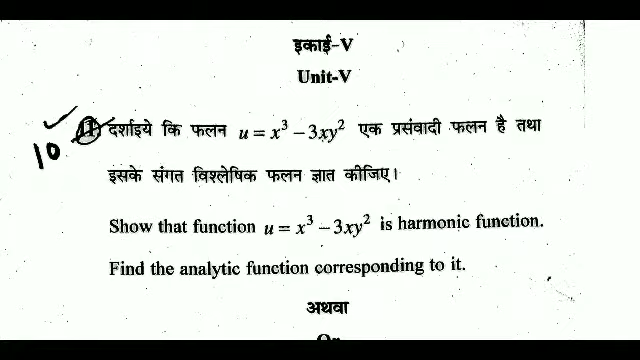 इकाई-V
Unit-V
11. दर्शाइये कि फलन u = x³ − 3xy² एक प्रसंवादी फलन है तथा
10
इसके संगत विश्लेषिक फलन ज्ञात कीजिए।
Show that function u = x³ − 3xy² is harmonic function.
Find the analytic function corresponding to it.
अथवा
Or